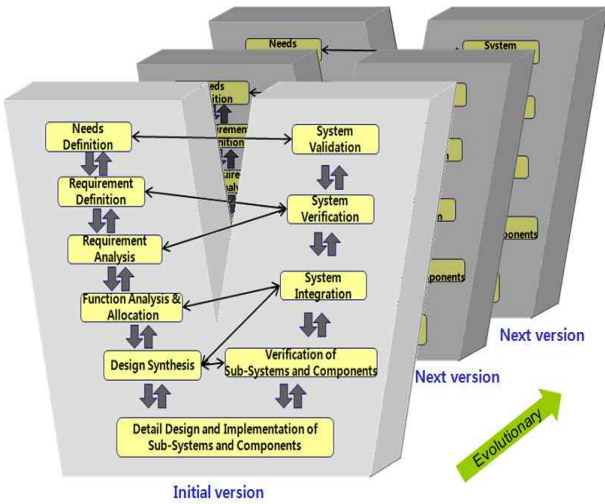 Needs
System
Needs
Definition
System
Validation
Requirement
Definition
System
Verification
Requirement
Analysis
System
Integration
Function Analysis &
Allocation
Design Synthesis
Verification of
Sub-Systems and Components
Detail Design and Implementation of
Sub-Systems and Components
Initial version
Next version
Next version
Evolutionary